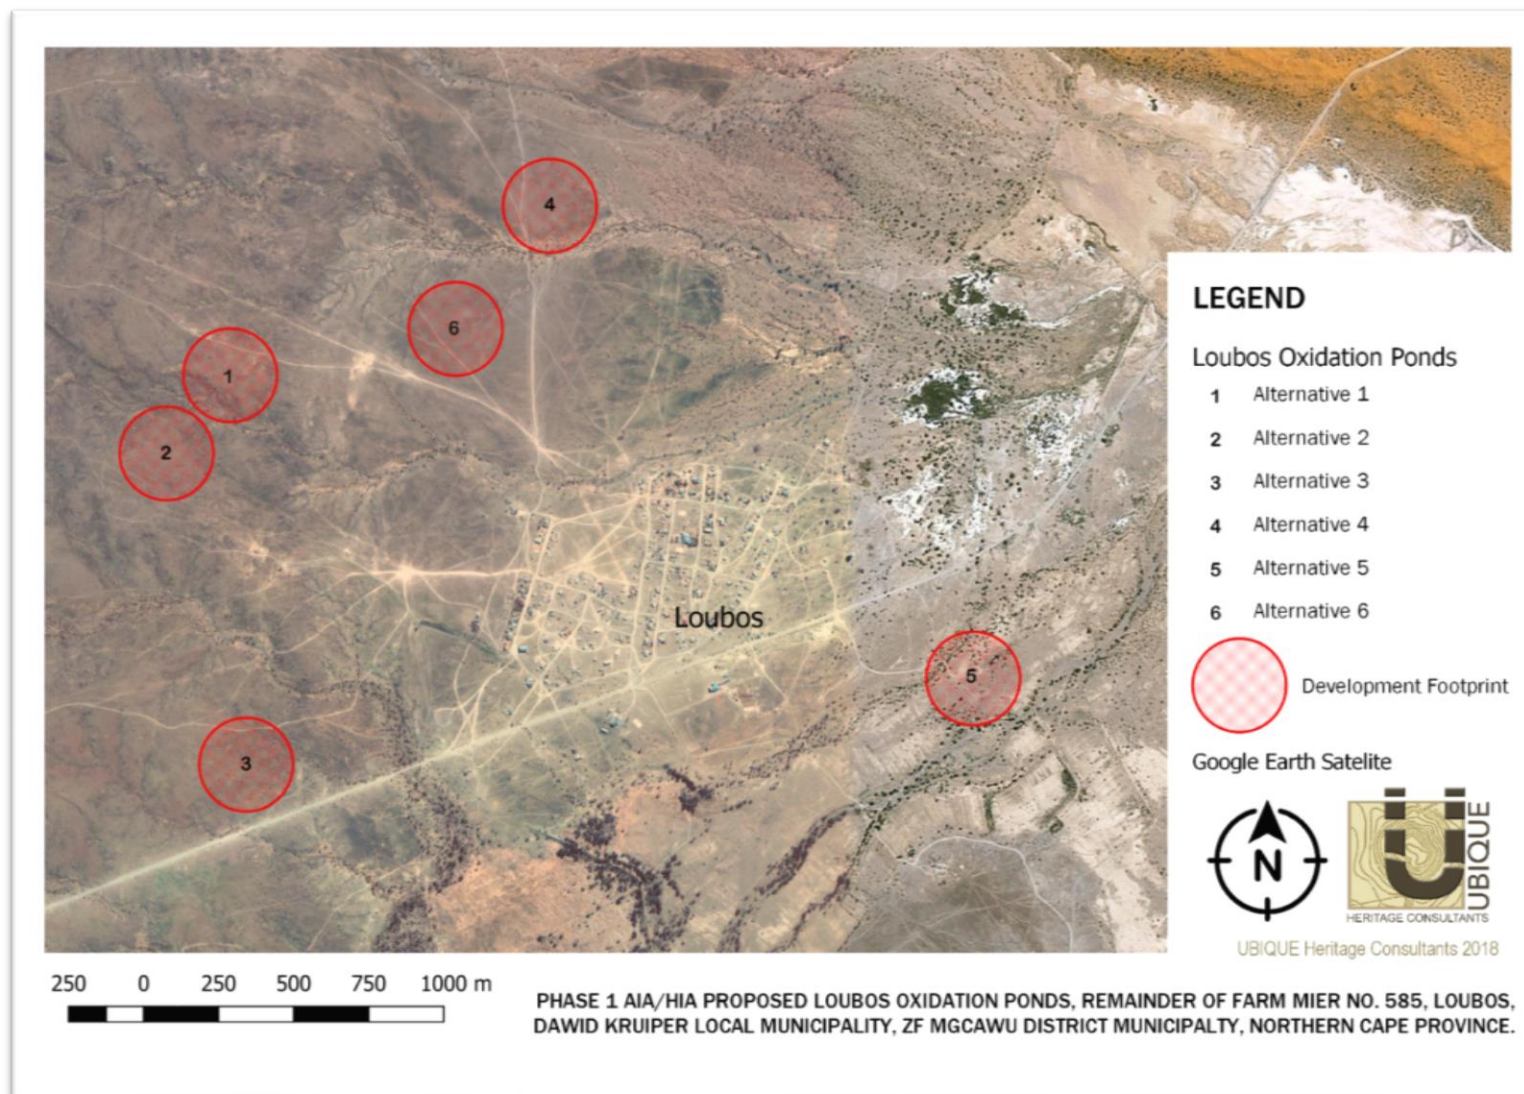 4
6
1
2
Loubos
5
3
LEGEND
Loubos Oxidation Ponds
1 Alternative 1
2 Alternative 2
3 Alternative 3
4 Alternative 4
5 Alternative 5
6 Alternative 6
Development Footprint
Google Earth Satelite
N
Ü
UBIQUE
HERITAGE CONSULTANTS
UBIQUE Heritage Consultants 2018
250 0 250 500 750 1000 m
PHASE 1 AIA/HIA PROPOSED LOUBOS OXIDATION PONDS, REMAINDER OF FARM MIER NO. 585, LOUBOS,
DAWID KRUIPER LOCAL MUNICIPALITY, ZF MGCAWU DISTRICT MUNICIPALTY, NORTHERN CAPE PROVINCE.